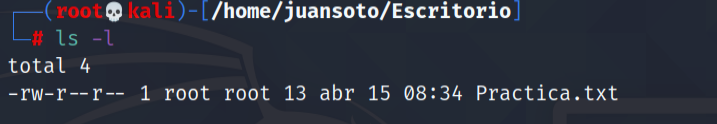 (root💀kali)-[/home/juansoto/Escritorio]
# ls -l
total 4
-rw-r--r-- 1 root root 13 abr 15 08:34 Practica.txt